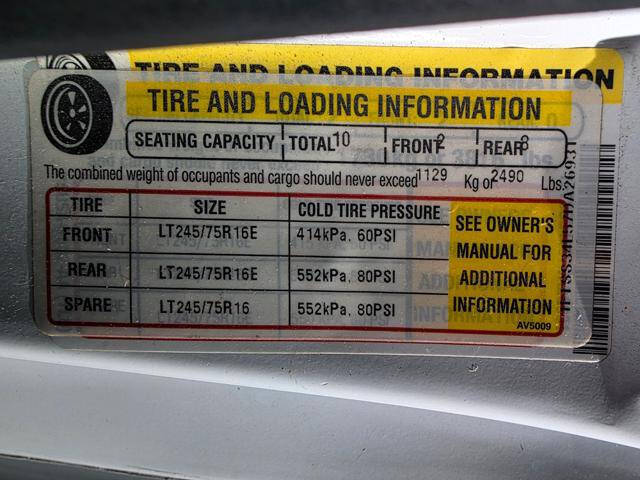 TIRE AND LOADING INFORMATION
TIRE AND LOADING INFORMATION
SEATING CAPACITY TOTAL 10 FRONT 2 REAR 8
The combined weight of occupants and cargo should never exceed 1129 Kg or 2490 Lbs.
TIRE SIZE COLD TIRE PRESSURE
FRONT LT245/75R16E 414kPa, 60PSI
REAR LT245/75R16E 552kPa, 80PSI
SPARE LT245/75R16 552kPa, 80PSI
SEE OWNER'S
MANUAL FOR
ADDITIONAL
INFORMATION
AV5009